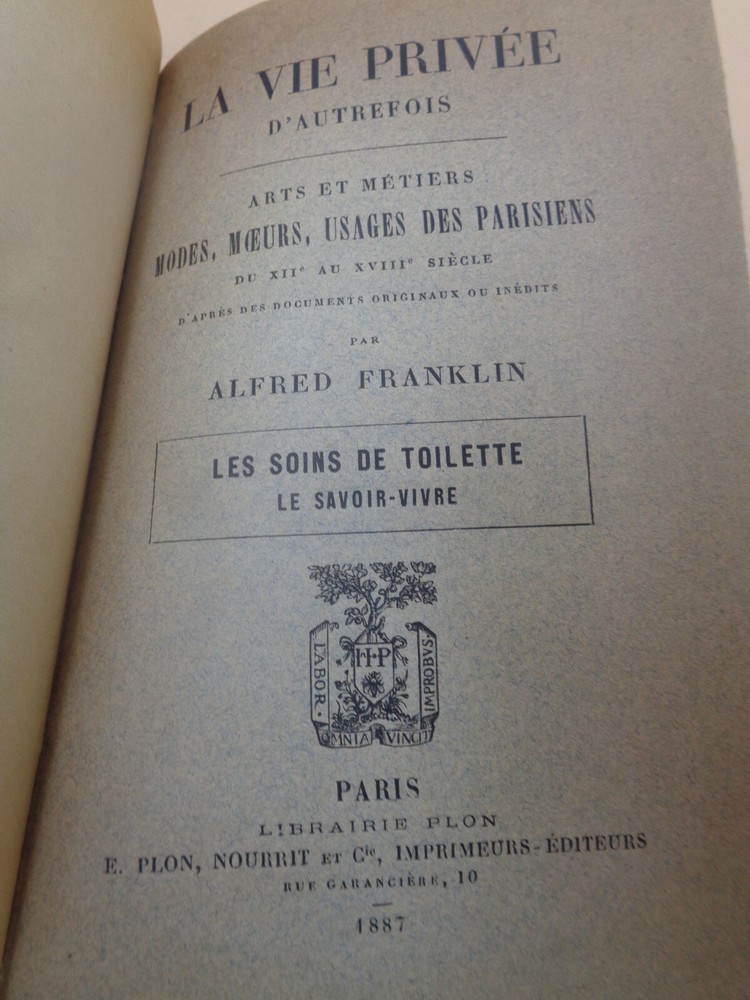 LA VIE PRIVÉE
D'AUTREFOIS
ARTS ET MÉTIERS
MODES, MŒURS, USAGES DES PARISIENS
DU XIIe AU XVIIIe SIÈCLE
D'APRÈS DES DOCUMENTS ORIGINAUX OU INÉDITS
PAR
ALFRED FRANKLIN
LES SOINS DE TOILETTE
LE SAVOIR-VIVRE
H·P
LABOR·
IMPROBVS·
OMNIA VINCIT
PARIS
LIBRAIRIE PLON
E. PLON, NOURRIT ET Cie, IMPRIMEURS-ÉDITEURS
RUE GARANCIÈRE, 10
1887